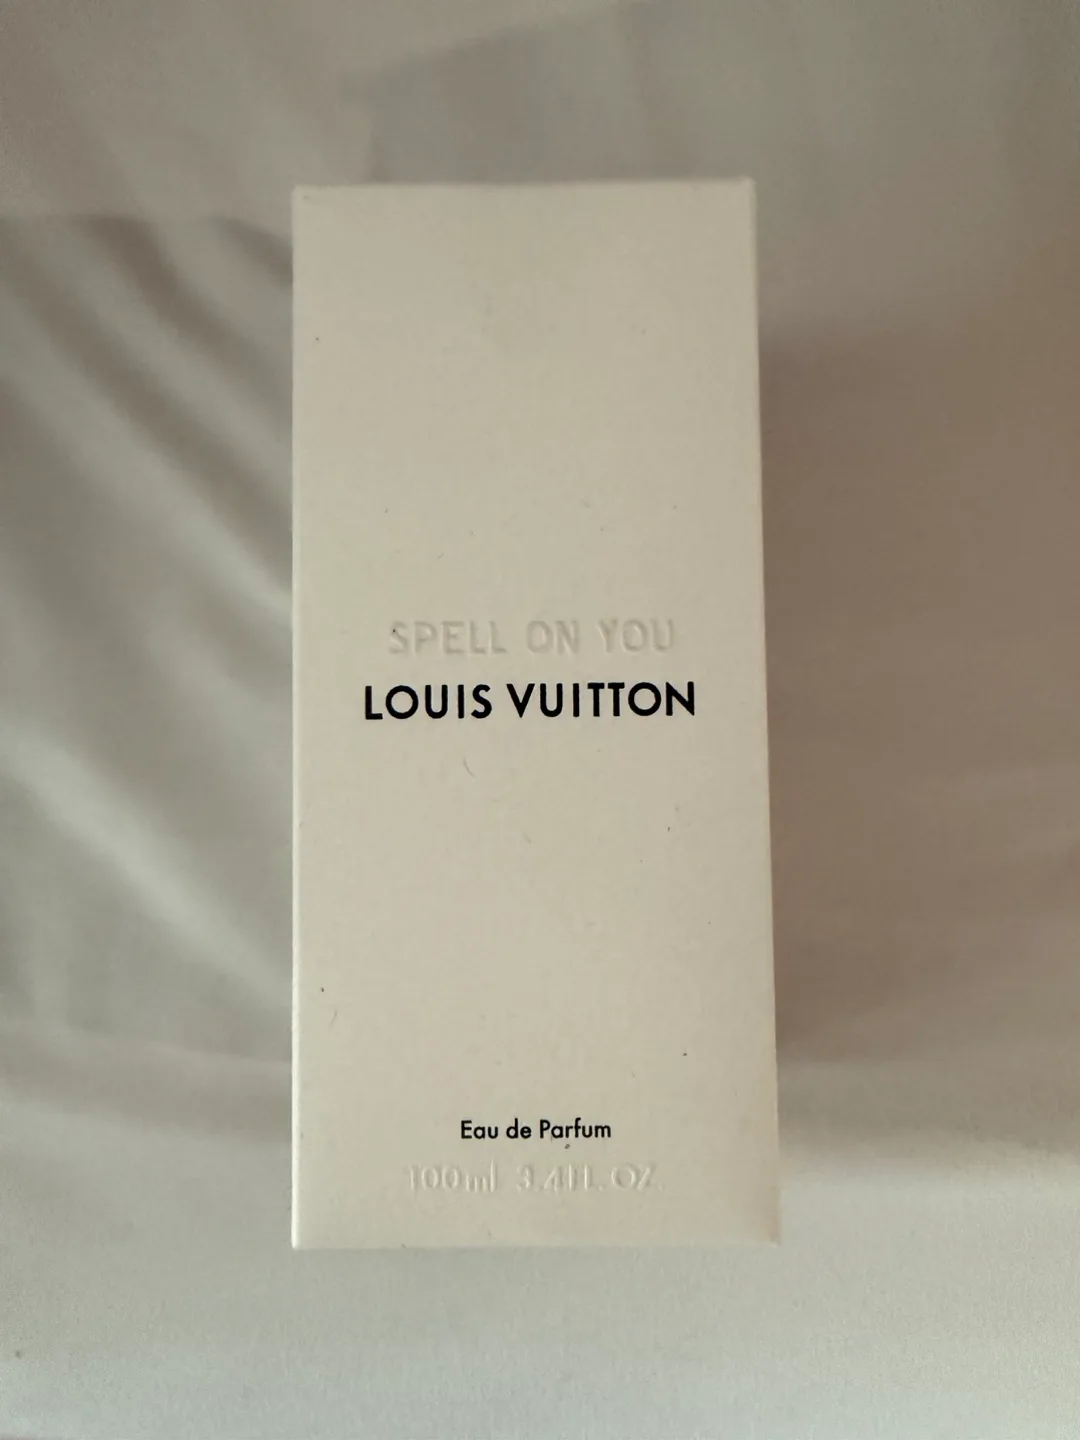 SPELL ON YOU
LOUIS VUITTON
Eau de Parfum
100ml 3.4FL.OZ.